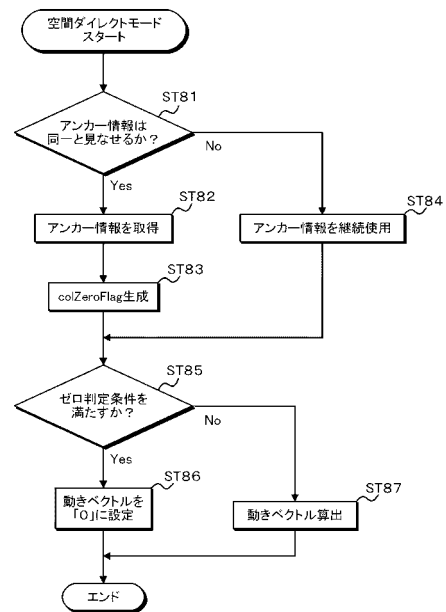 空間ダイレクトモード
スタート
ST81
アンカー情報は
同一と見なせるか？
No
Yes
ST82
アンカー情報を取得
ST84
アンカー情報を継続使用
ST83
colZeroFlag生成
ST85
ゼロ判定条件を
満たすか？
No
Yes
ST86
動きベクトルを
「0」に設定
ST87
動きベクトル算出
エンド